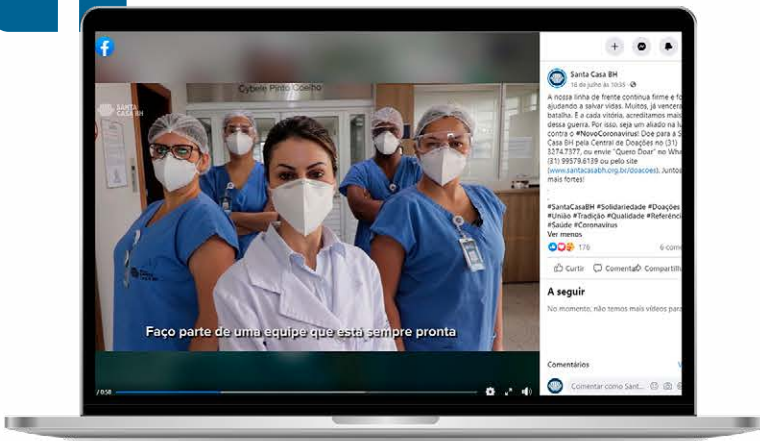 Cybele Pinto Coelho
SANTA
CASA BH
Faço parte de uma equipe que está sempre pronta
/ 0:58
Santa Casa BH
16 de julho às 10:35
A nossa linha de frente continua firme e fo
ajudando a salvar vidas. Muitos, já vencera
batalha. E a cada vitória, acreditamos mais
dessa guerra. Por isso, seja um aliado na lu
contra o #NovoCoronavirus! Doe para a S
Casa BH pela Central de Doações no (31)
3274.7377, ou envie "Quero Doar" no Wha
(31) 99579.6139 ou pelo site
(www.santacasabh.org.br/doacoes). Juntos
mais fortes!
.
.
#SantaCasaBH #Solidariedade #Doações
#União #Tradição #Qualidade #Referênci
#Saúde #Coronavírus
Ver menos
176
6 come
Curtir
Comenta
Compartilha
A seguir
No momento, não temos mais vídeos para
Comentários
Comentar como Sant...